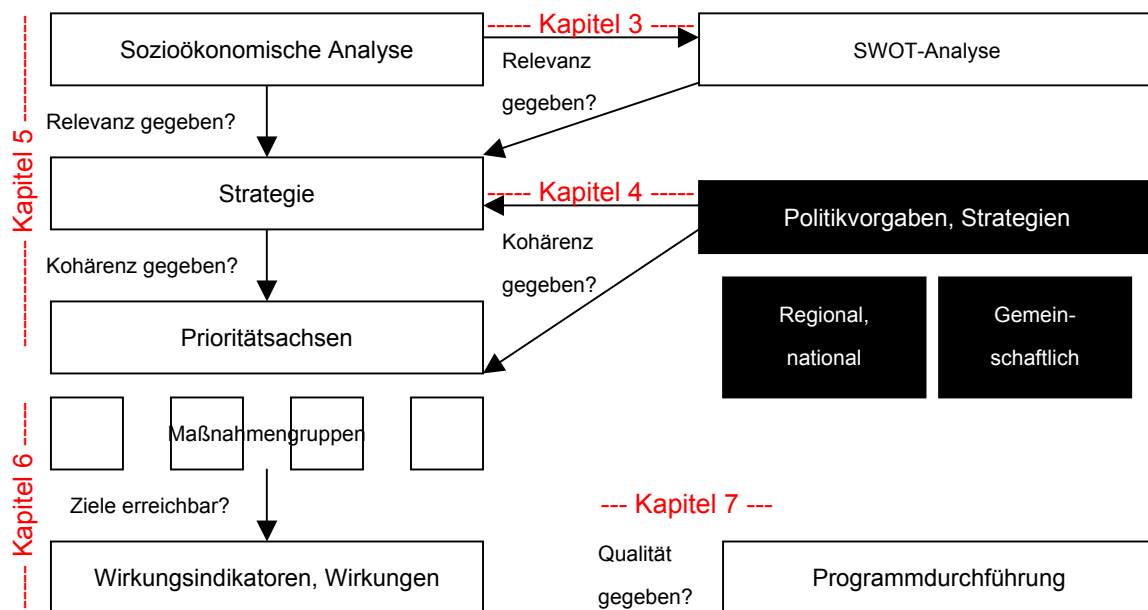 ----- Kapitel 3 -----
Sozioökonomische Analyse
SWOT-Analyse
Relevanz
gegeben?
Relevanz gegeben?
-------------- Kapitel 5 --------
Strategie
----- Kapitel 4 -----
Politikvorgaben, Strategien
Kohärenz
gegeben?
Kohärenz gegeben?
Regional,
national
Gemein-
schaftlich
Prioritätsachsen
Maßnahmengruppen
---- Kapitel 6 ----
Ziele erreichbar?
--- Kapitel 7 ---
Wirkungsindikatoren, Wirkungen
Qualität
gegeben?
Programmdurchführung